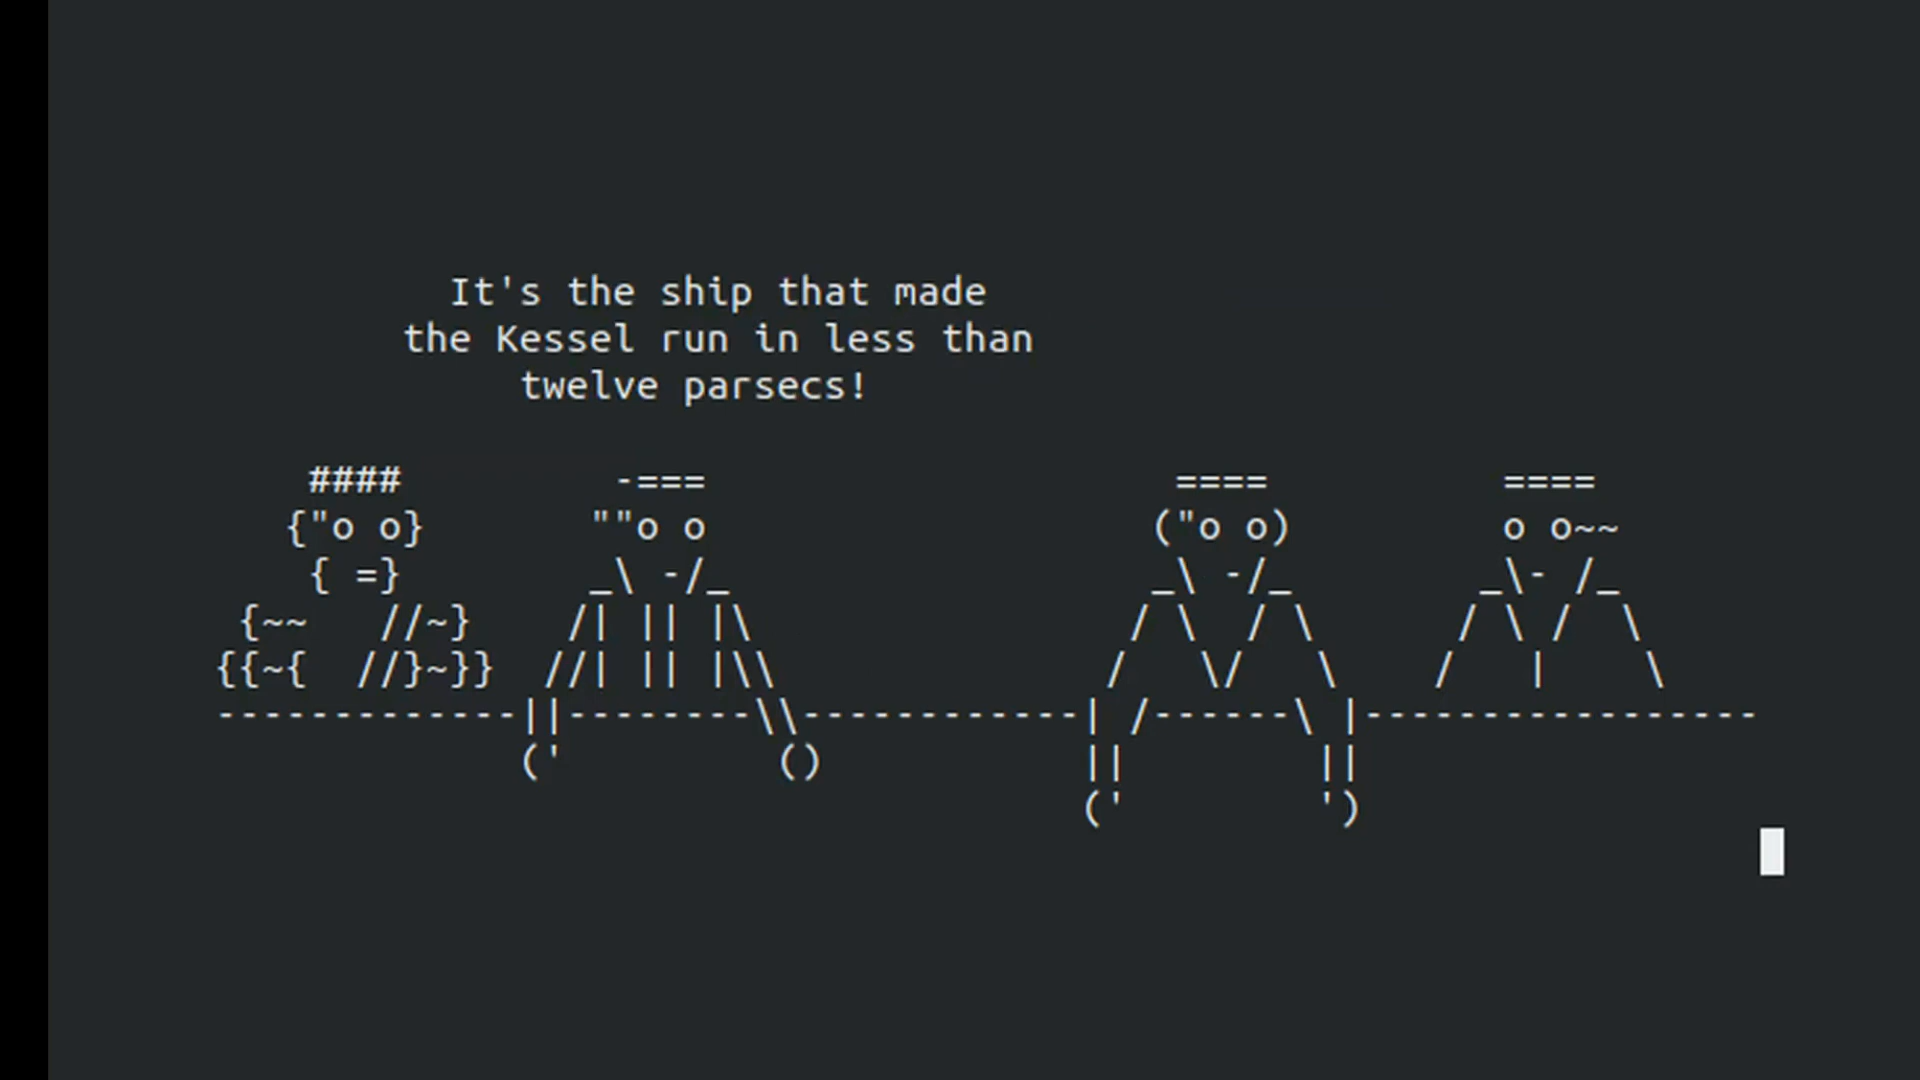 It's the ship that made
the Kessel run in less than
twelve parsecs!